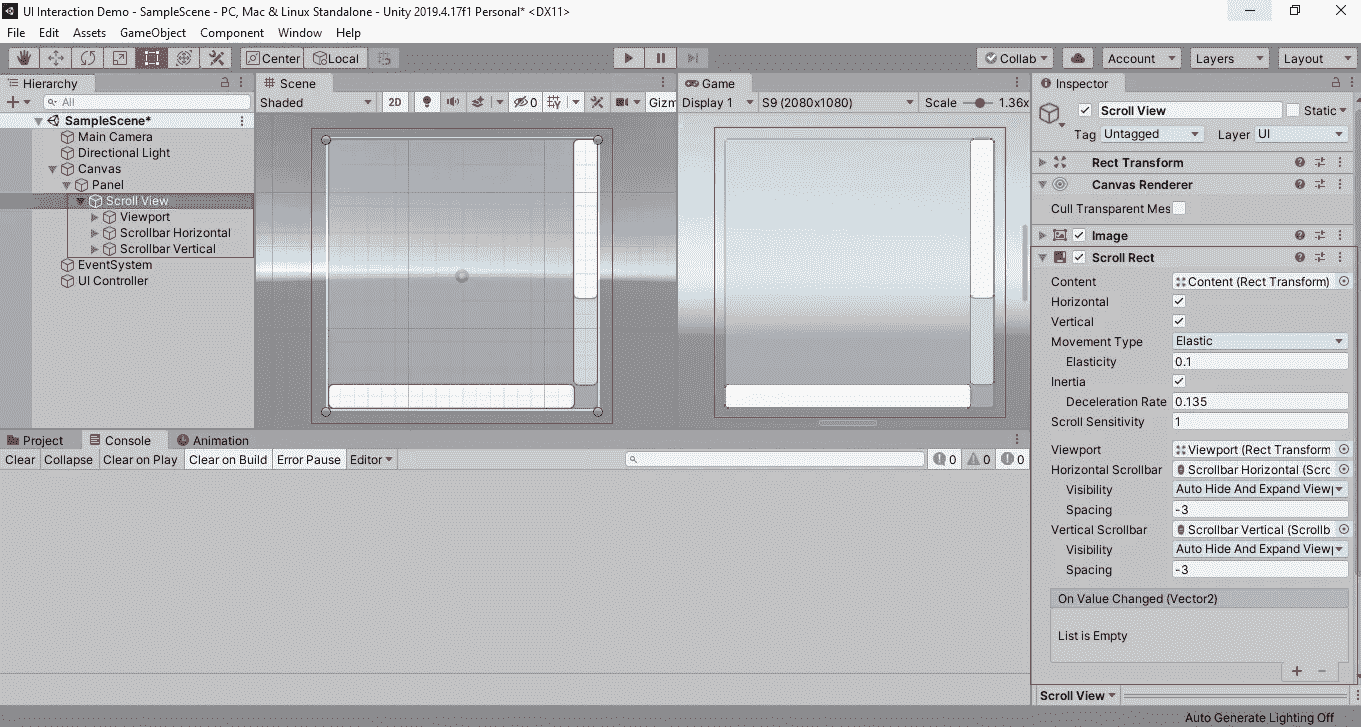 UI Interaction Demo - SampleScene - PC, Mac & Linux Standalone - Unity 2019.4.17f1 Personal* <DX11>
File Edit Assets GameObject Component Window Help
Center Local Collab Account Layers Layout
Hierarchy
All
SampleScene*
Main Camera
Directional Light
Canvas
Panel
Scroll View
Viewport
Scrollbar Horizontal
Scrollbar Vertical
EventSystem
UI Controller
Scene
Shaded 2D 0 Gizm
Game
Display 1 S9 (2080x1080) Scale 1.36x
Inspector
Scroll View Static
Tag Untagged Layer UI
Rect Transform
Canvas Renderer
Cull Transparent Mes
Image
Scroll Rect
Content Content (Rect Transform)
Horizontal
Vertical
Movement Type Elastic
Elasticity 0.1
Inertia
Deceleration Rate 0.135
Scroll Sensitivity 1
Viewport Viewport (Rect Transform
Horizontal Scrollbar Scrollbar Horizontal (Scrc
Visibility Auto Hide And Expand View
Spacing -3
Vertical Scrollbar Scrollbar Vertical (Scrollb
Visibility Auto Hide And Expand View
Spacing -3
On Value Changed (Vector2)
List is Empty
Scroll View
Project Console Animation
Clear Collapse Clear on Play Clear on Build Error Pause Editor 0 0 0
Auto Generate Lighting Off